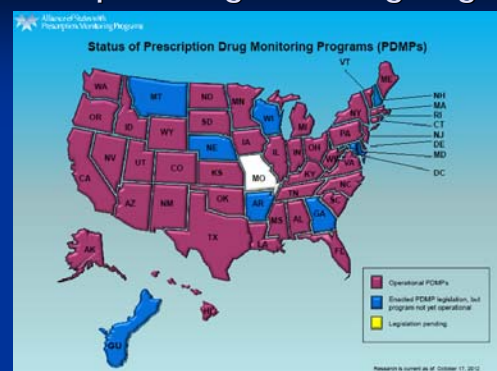 Alliance of States with
Prescription Monitoring Programs
Status of Prescription Drug Monitoring Programs (PDMPs)
VT
WA
MT
ND
MN
ME
OR
ID
WY
SD
WI
MI
NY
NH
MA
RI
CT
NJ
DE
MD
DC
NV
UT
CO
NE
IA
IL
IN
OH
PA
WV
VA
CA
KS
MO
KY
NC
AZ
NM
OK
AR
TN
SC
TX
LA
MS
AL
GA
FL
AK
HI
GU
Operational PDMPs
Enacted PDMP legislation, but
program not yet operational
Legislation pending
Research is current as of October 17, 2012